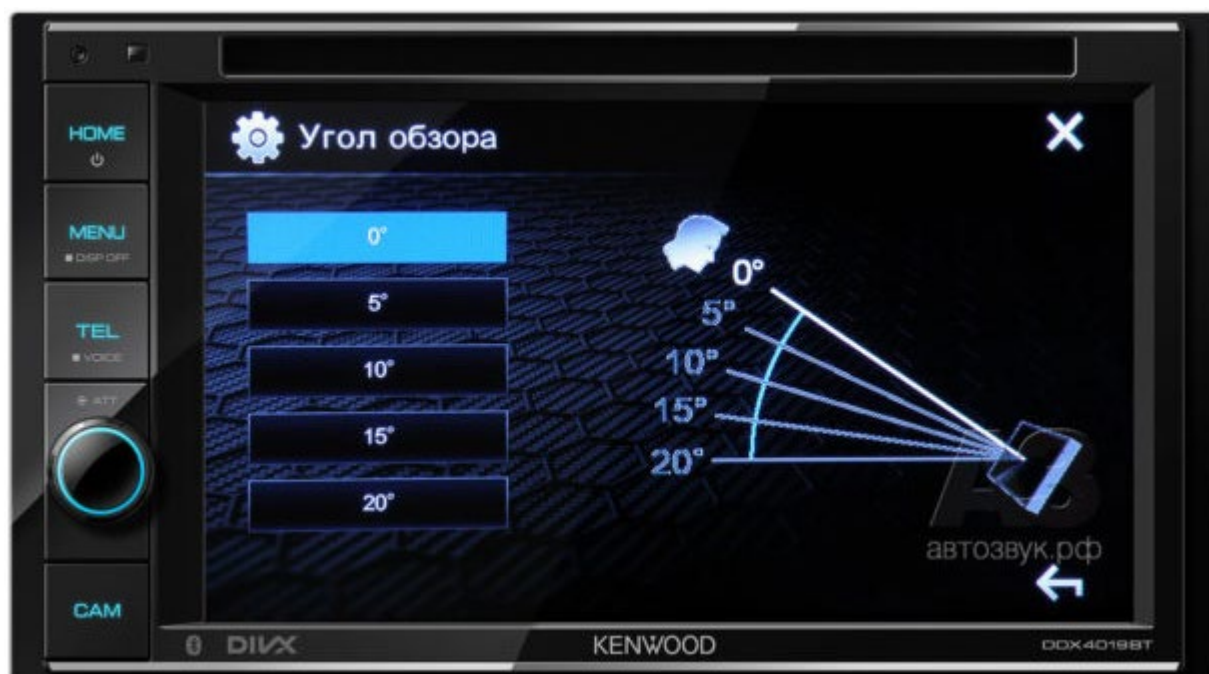 HOME
MENU
DISP OFF
TEL
VOICE
ATT
CAM
Угол обзора
0°
5°
10°
15°
20°
0°
5°
10°
15°
20°
автозвук.рф
DIVX
KENWOOD
DDX4019BT